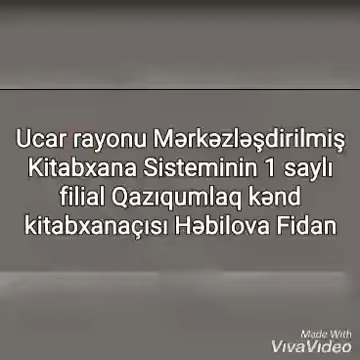 Ucar rayonu Mərkəzləşdirilmiş
Kitabxana Sisteminin 1 saylı
filial Qazıqumlaq kənd
kitabxanaçısı Həbilova Fidan
Made With
VivaVideo